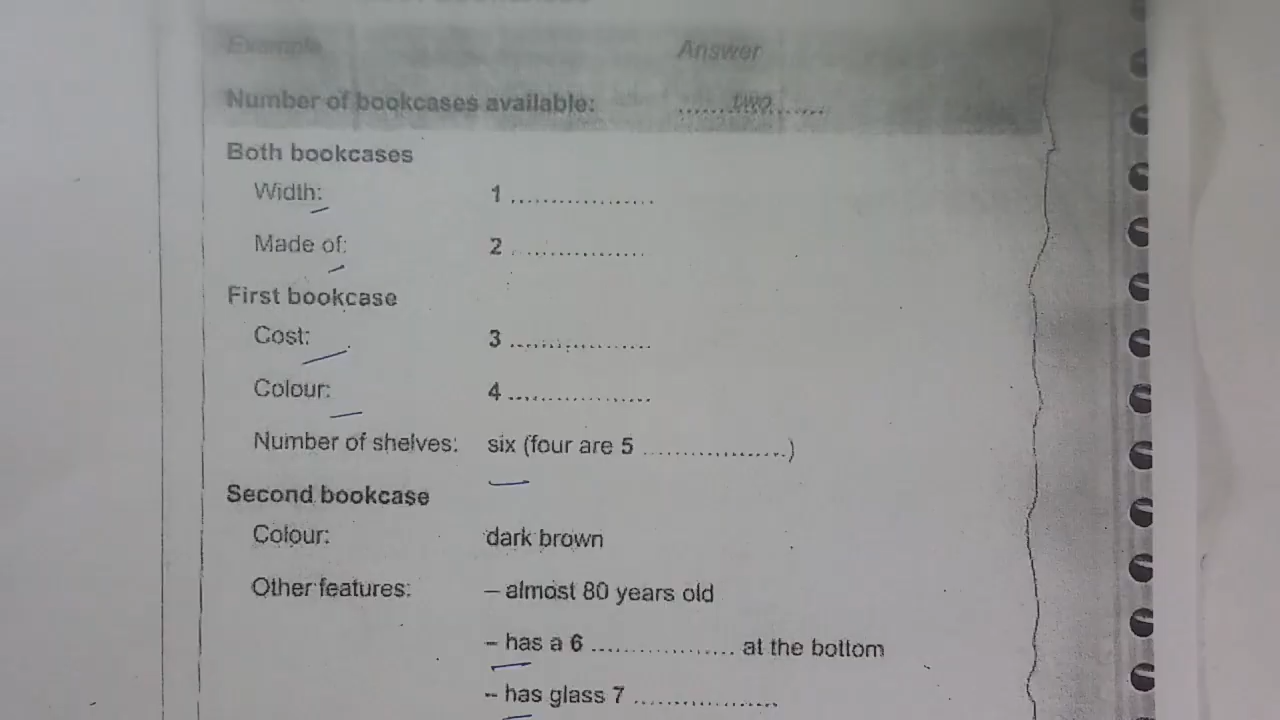 Example Answer
Number of bookcases available: ........two........
Both bookcases
Width: 1 ..................
Made of: 2 ..................
First bookcase
Cost: 3 ..................
Colour: 4 ..................
Number of shelves: six (four are 5 ..................)
Second bookcase
Colour: dark brown
Other features: – almost 80 years old
– has a 6 .................. at the bottom
– has glass 7 ..................